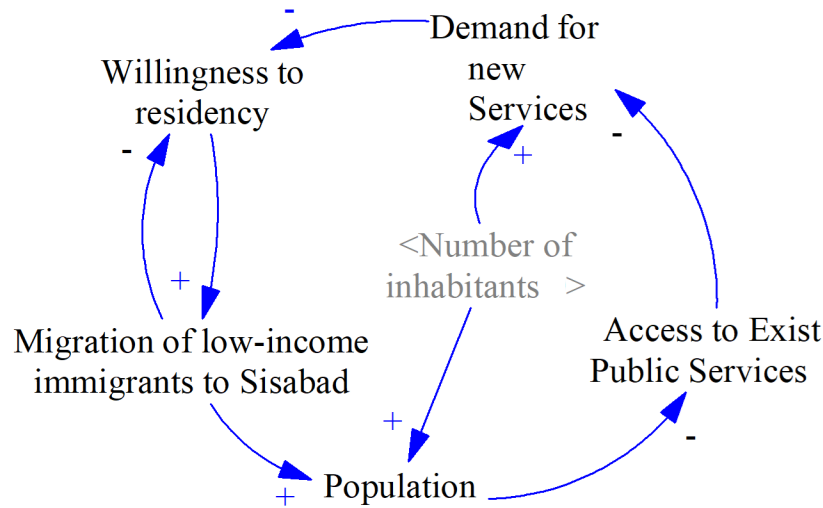 -
Demand for
new
Services
Willingness to
residency
-
+
-
<Number of
inhabitants >
+
Migration of low-income
immigrants to Sisabad
Access to Exist
Public Services
+
-
+
Population